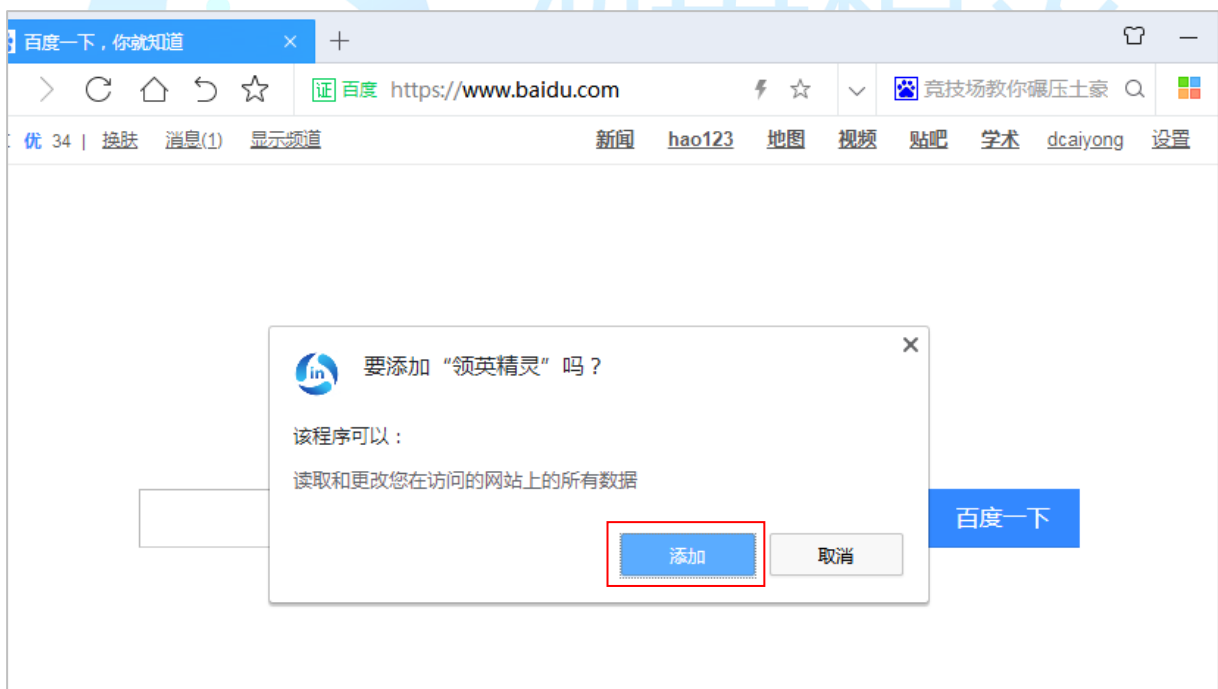 百度一下，你就知道
证 百度 https://www.baidu.com 竞技场教你碾压土豪
优 34 | 换肤 消息(1) 显示频道 新闻 hao123 地图 视频 贴吧 学术 dcaiyong 设置
in 要添加“领英精灵”吗？
该程序可以：
读取和更改您在访问的网站上的所有数据
百度一下
添加 取消